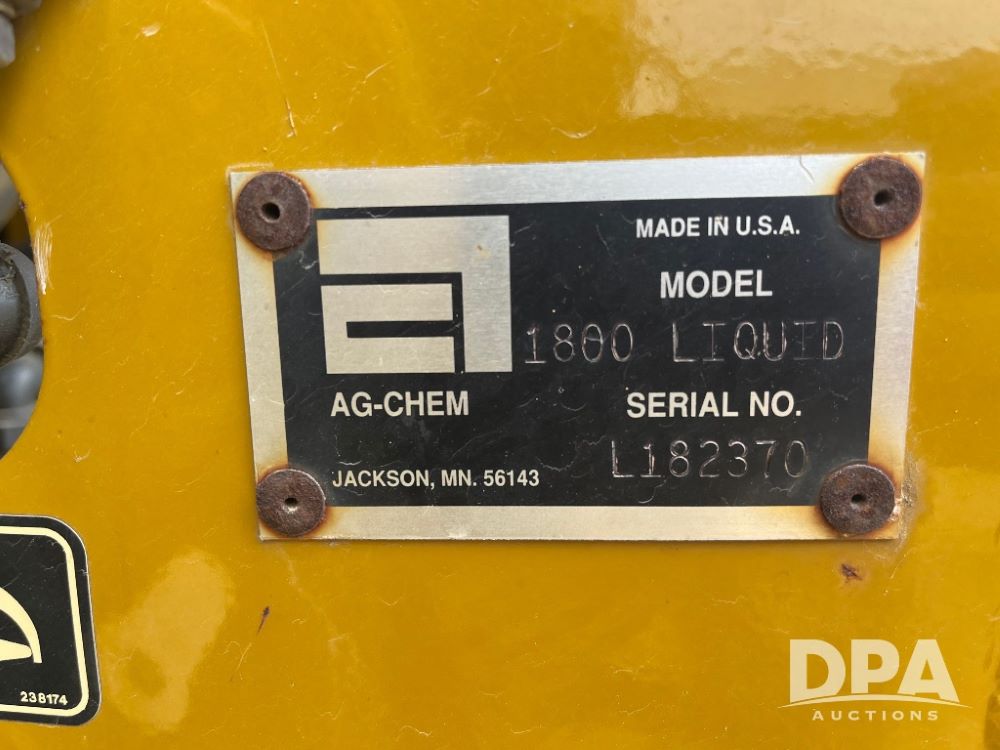 MADE IN U.S.A.
MODEL
1800 LIQUID
AG-CHEM
SERIAL NO.
L182370
JACKSON, MN. 56143
238174
DPA
AUCTIONS